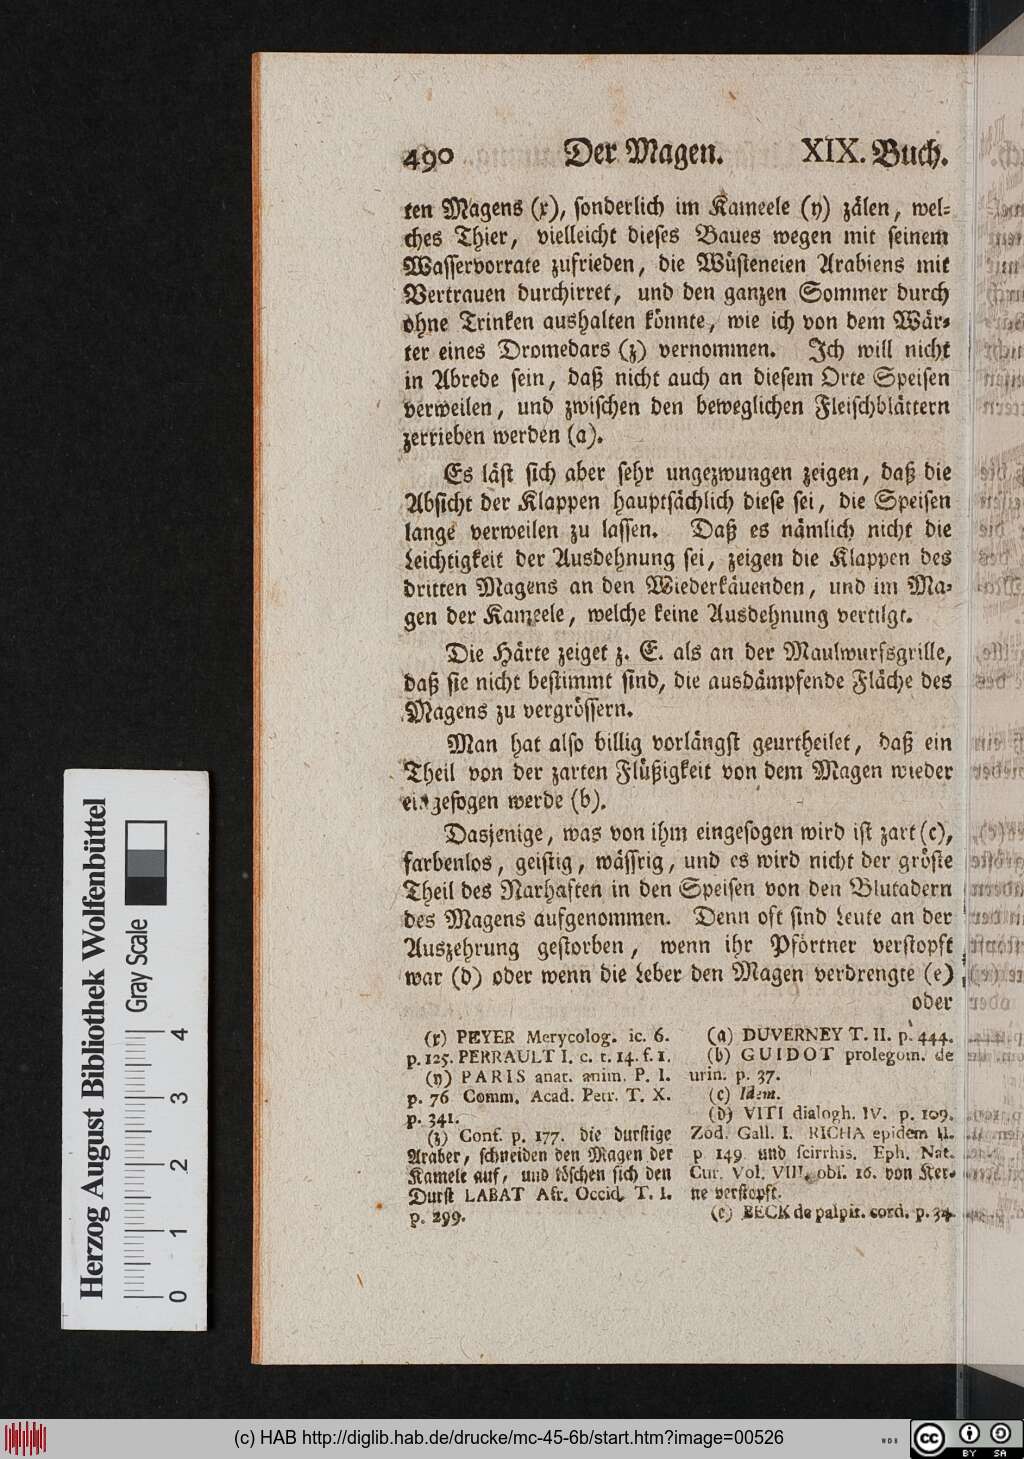 490 Der Magen. XIX. Buch.
ten Magens (x), sonderlich im Kameele (y) zälen, wel-
ches Thier, vielleicht dieses Baues wegen mit seinem
Wasservorrate zufrieden, die Wüsteneien Arabiens mit
Vertrauen durchirret, und den ganzen Sommer durch
ohne Trinken aushalten könnte, wie ich von dem Wär-
ter eines Dromedars (z) vernommen. Ich will nicht
in Abrede sein, daß nicht auch an diesem Orte Speisen
verweilen, und zwischen den beweglichen Fleischblättern
zerrieben werden (a).
Es läst sich aber sehr ungezwungen zeigen, daß die
Absicht der Klappen hauptsächlich diese sei, die Speisen
lange verweilen zu lassen. Daß es nämlich nicht die
Leichtigkeit der Ausdehnung sei, zeigen die Klappen des
dritten Magens an den Wiederkäuenden, und im Ma-
gen der Kameele, welche keine Ausdehnung vertilgt.
Die Härte zeiget z. E. als an der Maulwurfsgrille,
daß sie nicht bestimmt sind, die ausdämpfende Fläche des
Magens zu vergrössern.
Man hat also billig vorlängst geurtheilet, daß ein
Theil von der zarten Flüßigkeit von dem Magen wieder
eingesogen werde (b).
Dasjenige, was von ihm eingesogen wird ist zart (c),
farbenlos, geistig, wässrig, und es wird nicht der gröste
Theil des Narhaften in den Speisen von den Blutadern
des Magens aufgenommen. Denn oft sind Leute an der
Auszehrung gestorben, wenn ihr Pförtner verstopft
war (d) oder wenn die Leber den Magen verdrengte (e)
oder
(x) PEYER Merycolog. ic. 6.
p. 125. PERRAULT I. c. t. 14. f. 1.
(y) PARIS anat. anim. P. I.
p. 76 Comm. Acad. Petr. T. X.
p. 341.
(z) Conf. p. 177. die durstige
Araber, schneiden den Magen der
Kamele auf, und löschen sich den
Durst LABAT Afr. Occid. T. I.
p. 299.
(a) DUVERNEY T. II. p. 444.
(b) GUIDOT prolegom. de
urin. p. 37.
(c) Idem.
(d) VITI dialogh. IV. p. 109.
Zod. Gall. I. RICHA epidem II.
p 149 und scirrhis. Eph. Nat.
Cur. Vol. VIII. obs. 16. von Ker-
ne verstopft.
(e) BECK de palpit. cord. p. 34.
Herzog August Bibliothek Wolfenbüttel
Gray Scale
0 1 2 3 4
(c) HAB http://diglib.hab.de/drucke/mc-45-6b/start.htm?image=00526
WDB
cc BY SA